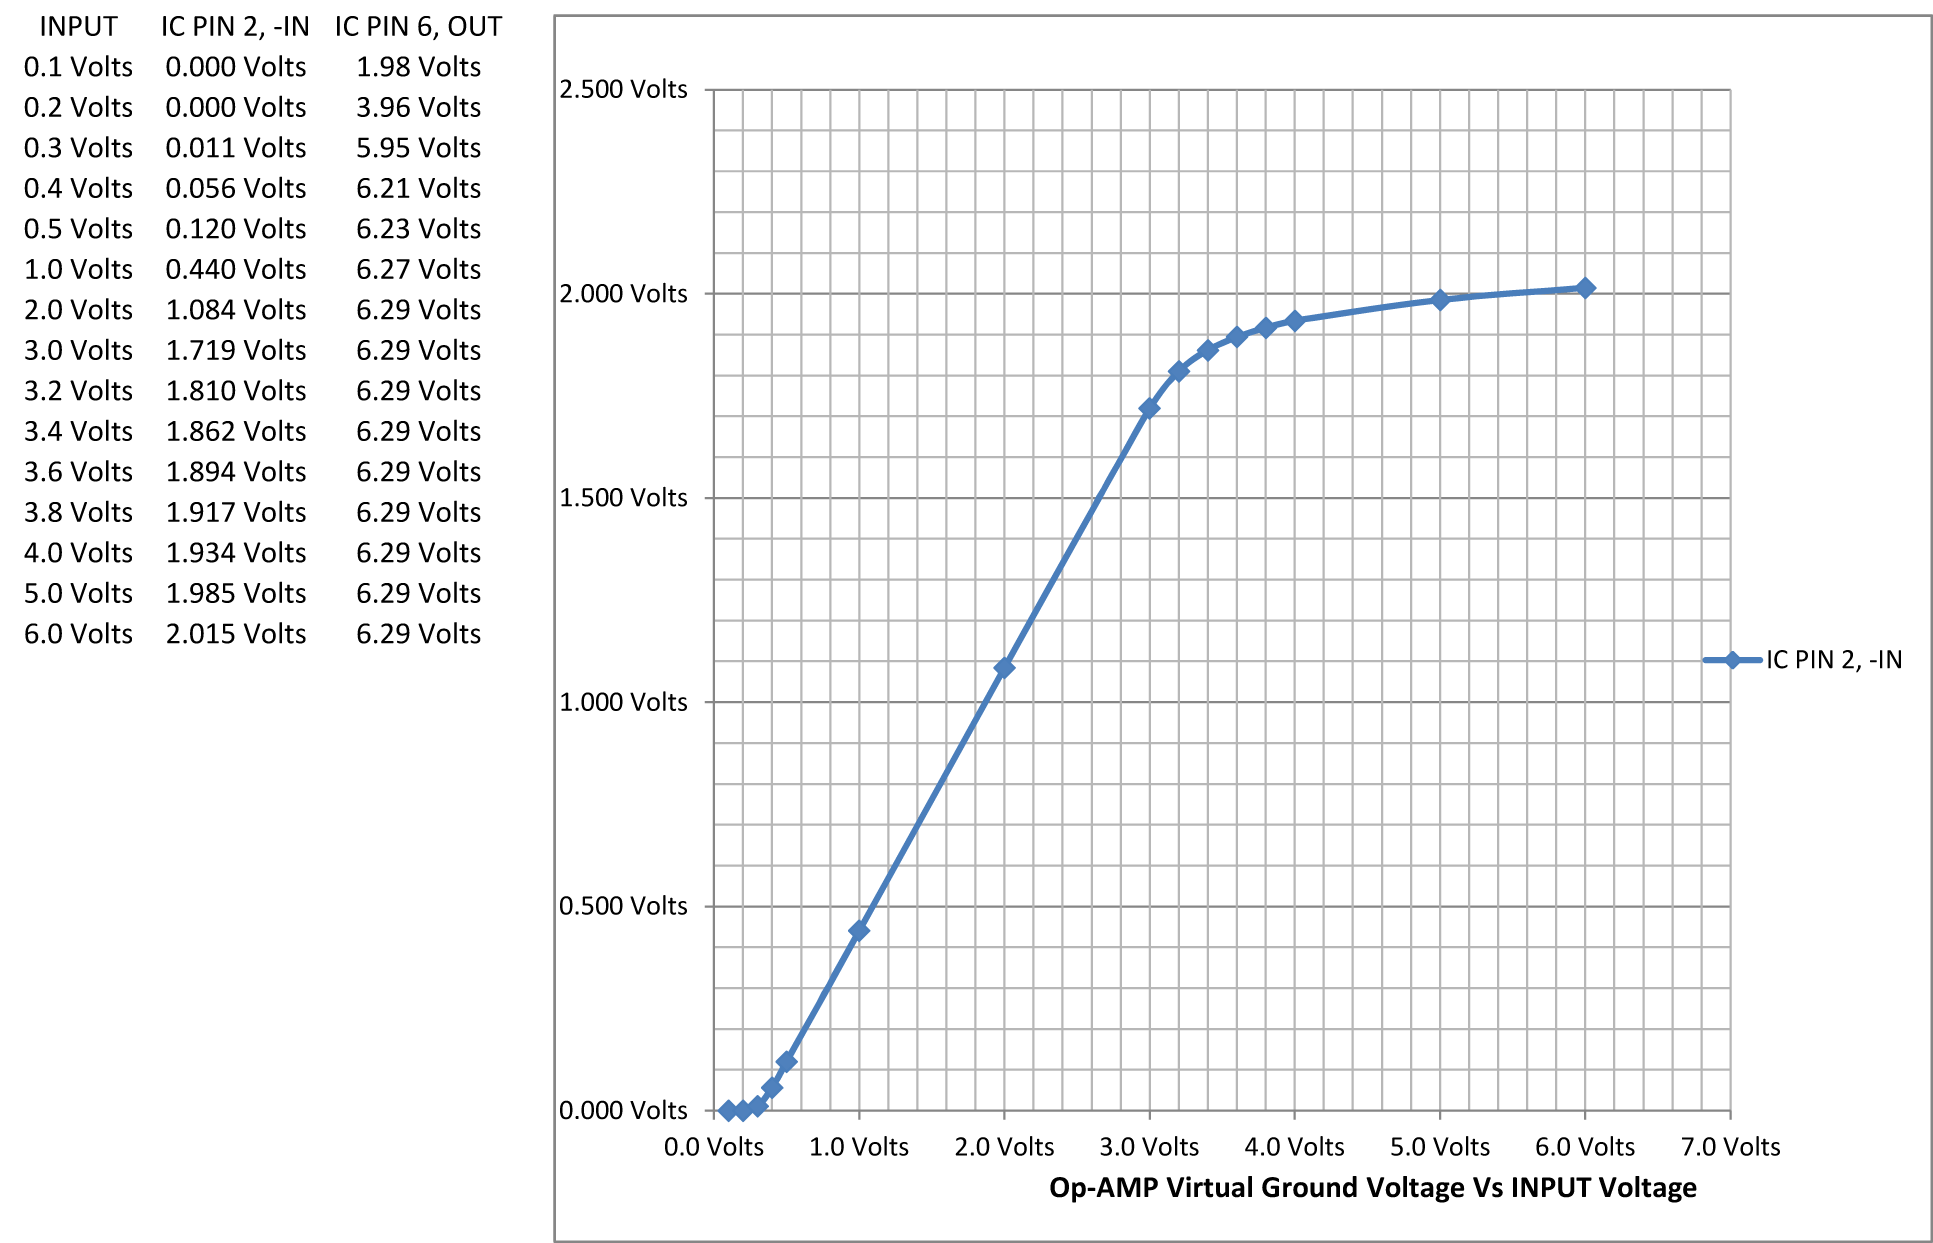 INPUT IC PIN 2, -IN IC PIN 6, OUT
0.1 Volts 0.000 Volts 1.98 Volts
0.2 Volts 0.000 Volts 3.96 Volts
0.3 Volts 0.011 Volts 5.95 Volts
0.4 Volts 0.056 Volts 6.21 Volts
0.5 Volts 0.120 Volts 6.23 Volts
1.0 Volts 0.440 Volts 6.27 Volts
2.0 Volts 1.084 Volts 6.29 Volts
3.0 Volts 1.719 Volts 6.29 Volts
3.2 Volts 1.810 Volts 6.29 Volts
3.4 Volts 1.862 Volts 6.29 Volts
3.6 Volts 1.894 Volts 6.29 Volts
3.8 Volts 1.917 Volts 6.29 Volts
4.0 Volts 1.934 Volts 6.29 Volts
5.0 Volts 1.985 Volts 6.29 Volts
6.0 Volts 2.015 Volts 6.29 Volts
2.500 Volts
2.000 Volts
1.500 Volts
1.000 Volts
0.500 Volts
0.000 Volts
0.0 Volts 1.0 Volts 2.0 Volts 3.0 Volts 4.0 Volts 5.0 Volts 6.0 Volts 7.0 Volts
Op-AMP Virtual Ground Voltage Vs INPUT Voltage
IC PIN 2, -IN